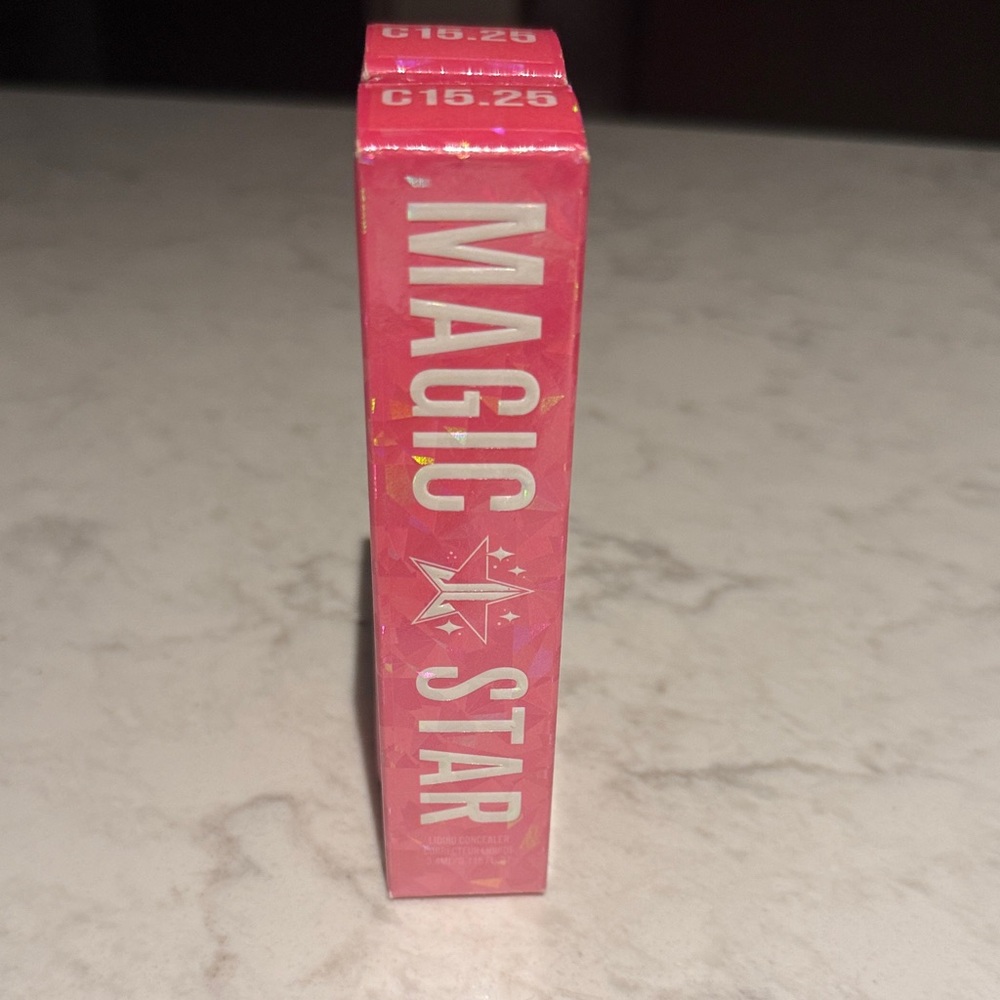 C15.25
C15.25
MAGIC STAR
LIQUID CONCEALER